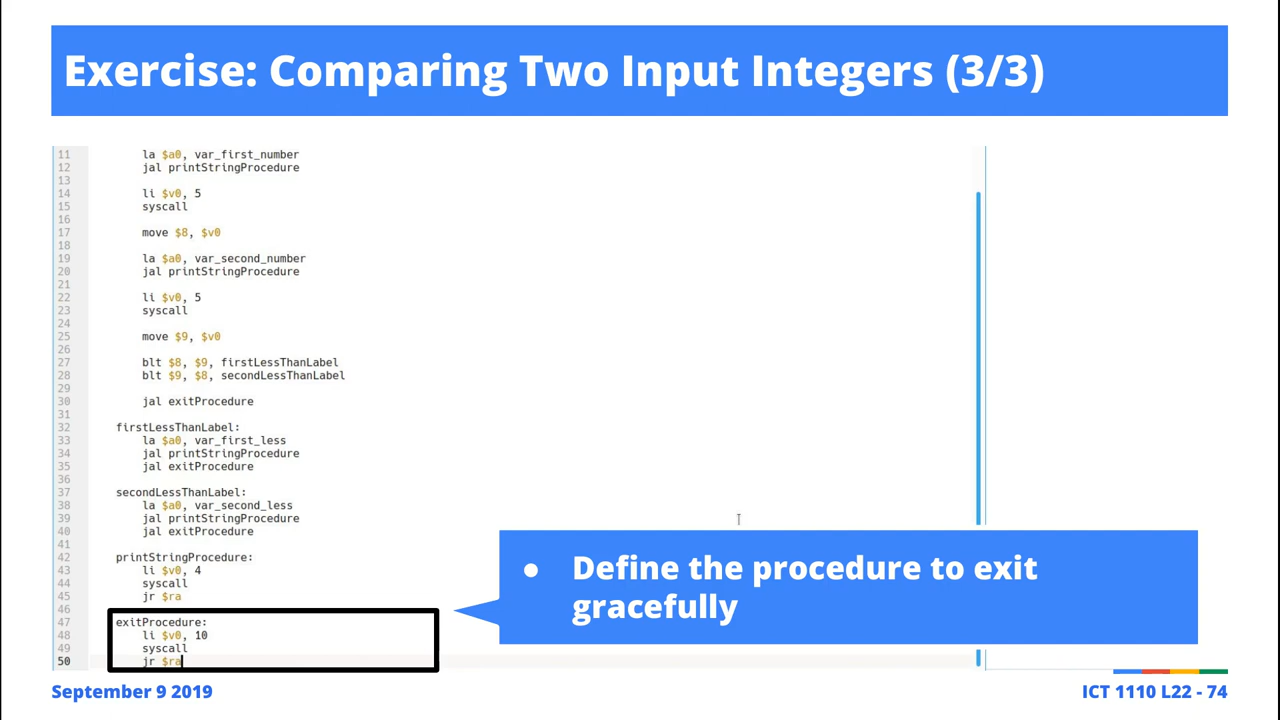 Exercise: Comparing Two Input Integers (3/3)
11 la $a0, var_first_number
12 jal printStringProcedure
13
14 li $v0, 5
15 syscall
16
17 move $8, $v0
18
19 la $a0, var_second_number
20 jal printStringProcedure
21
22 li $v0, 5
23 syscall
24
25 move $9, $v0
26
27 blt $8, $9, firstLessThanLabel
28 blt $9, $8, secondLessThanLabel
29
30 jal exitProcedure
31
32 firstLessThanLabel:
33 la $a0, var_first_less
34 jal printStringProcedure
35 jal exitProcedure
36
37 secondLessThanLabel:
38 la $a0, var_second_less
39 jal printStringProcedure
40 jal exitProcedure
41
42 printStringProcedure:
43 li $v0, 4
44 syscall
45 jr $ra
46
47 exitProcedure:
48 li $v0, 10
49 syscall
50 jr $ra
● Define the procedure to exit
gracefully
September 9 2019
ICT 1110 L22 - 74